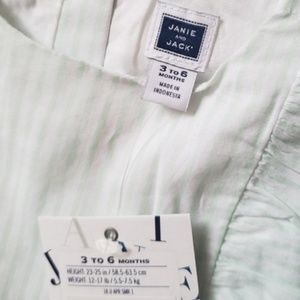 JANIE
AND
JACK
3 TO 6
MONTHS
MADE IN
INDONESIA
3 TO 6 MONTHS
HEIGHT: 23-25 in / 58.5-63.5 cm
WEIGHT: 12-17 lb / 5.5-7.5 kg